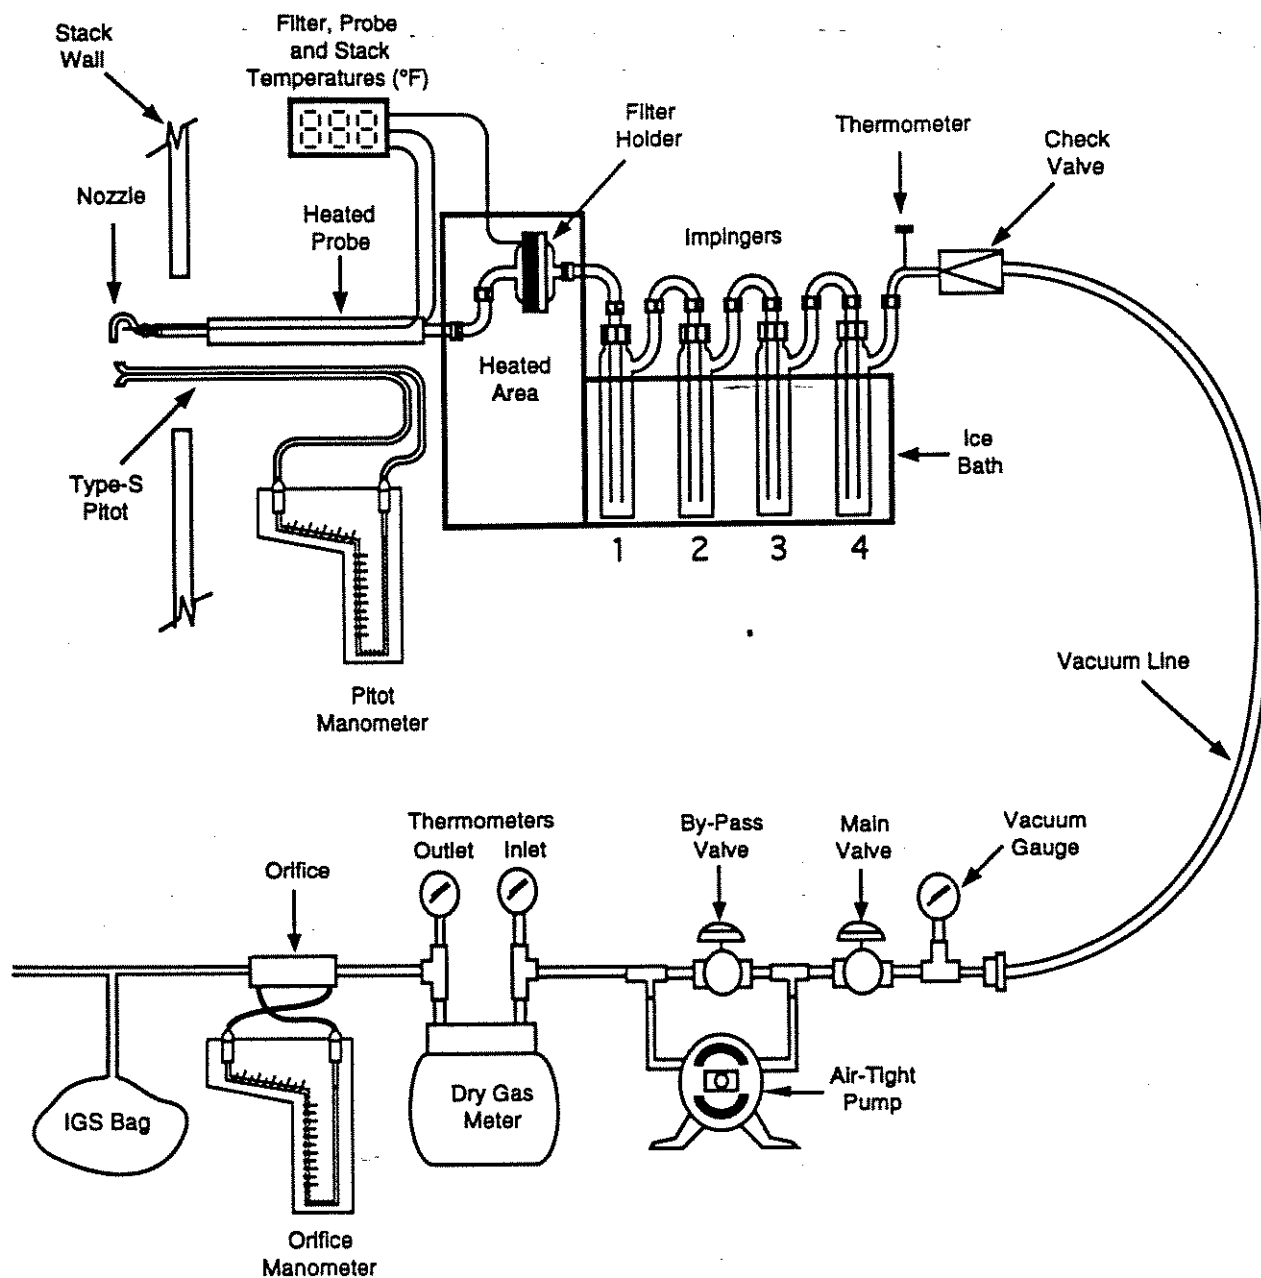 Stack
Wall
Filter, Probe
and Stack
Temperatures (°F)
888
Filter
Holder
Thermometer
Check
Valve
Nozzle
Heated
Probe
Impingers
Heated
Area
Type-S
Pitot
Ice
Bath
1 2 3 4
Pitot
Manometer
Vacuum Line
Thermometers
Outlet Inlet
By-Pass
Valve
Main
Valve
Vacuum
Gauge
Orifice
IGS Bag
Dry Gas
Meter
Air-Tight
Pump
Orifice
Manometer